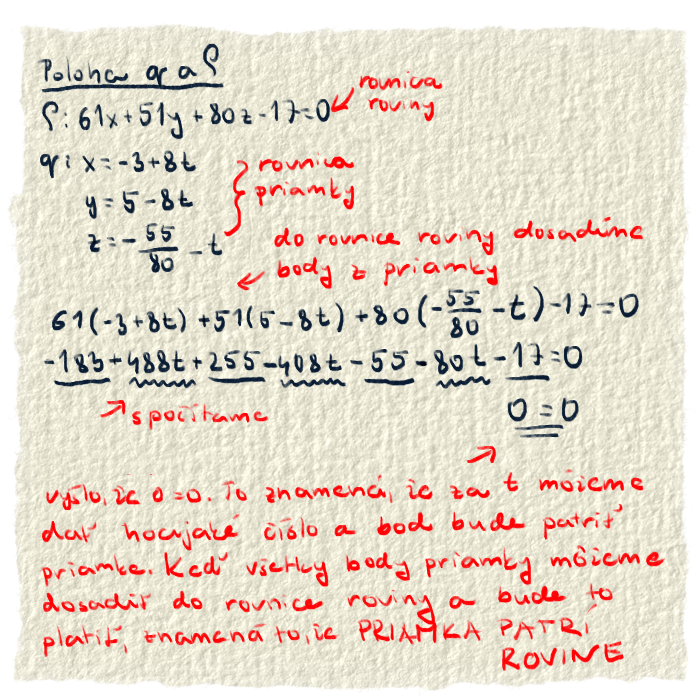 Poloha q a ρ
ρ: 61x+51y+80z-17=0
rovnica
roviny
q: x=-3+8t
y=5-8t
z=-55/80-t
rovnica
priamky
do rovnice roviny dosadíme
body z priamky
61(-3+8t)+51(5-8t)+80(-55/80-t)-17=0
-183+488t+255-408t-55-80t-17=0
spočítame
0=0
vyšlo, že 0=0. To znamená, že za t môžeme
dať hocijaké číslo a bod bude patriť
priamke. Keď všetky body priamky môžeme
dosadiť do rovnice roviny a bude to
platiť, znamená to, že PRIAMKA PATRÍ
ROVINE